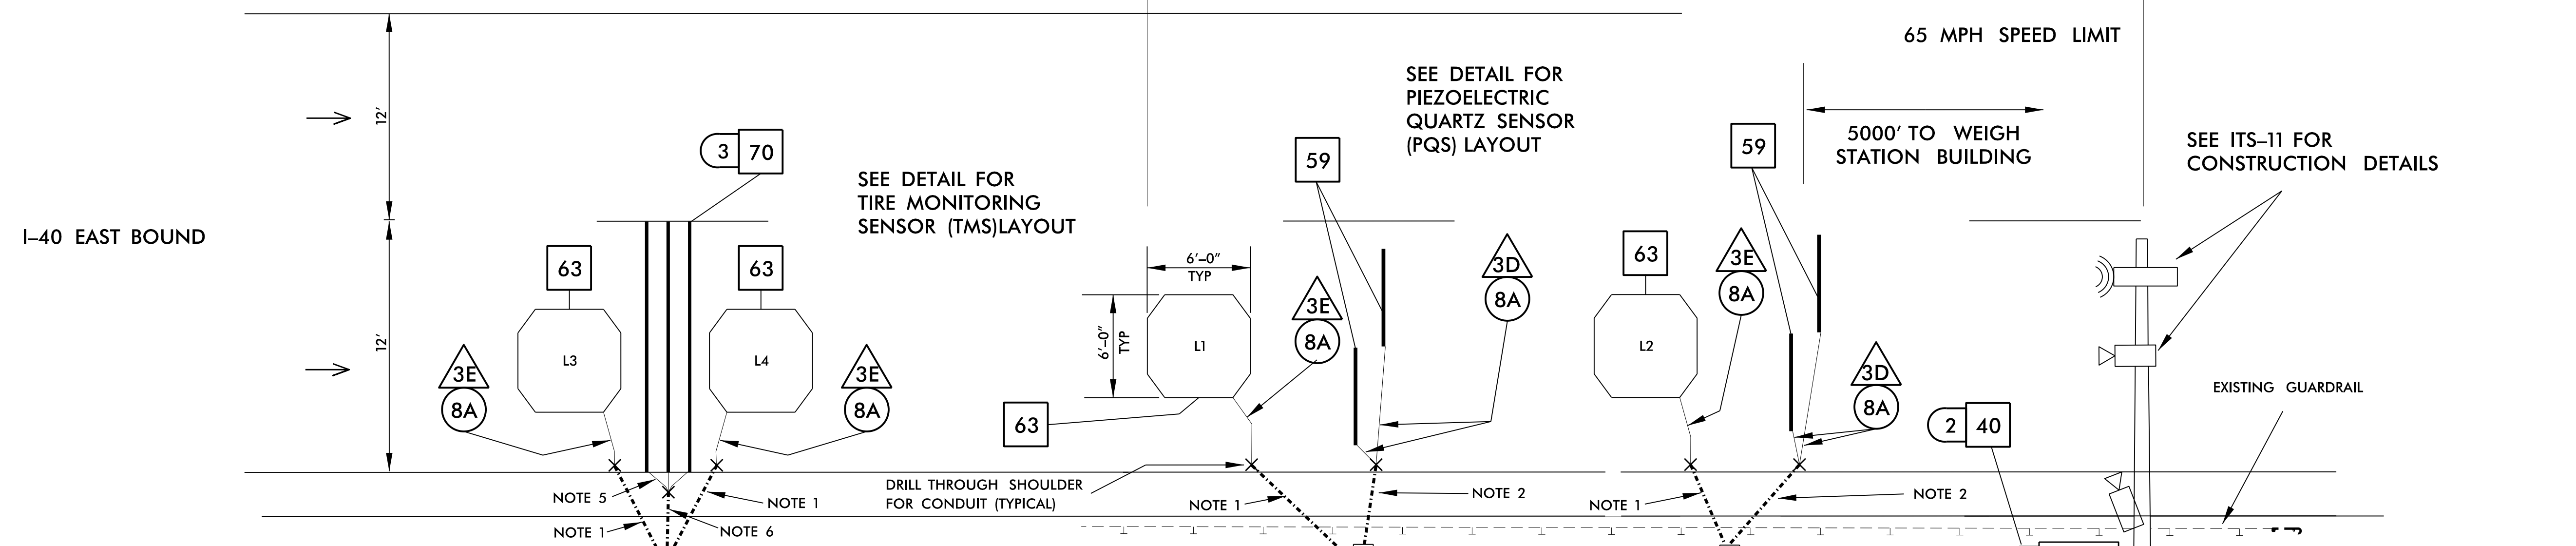 65 MPH SPEED LIMIT
SEE DETAIL FOR
PIEZOELECTRIC
QUARTZ SENSOR
(PQS) LAYOUT
12'
5000' TO WEIGH
STATION BUILDING
SEE ITS-11 FOR
CONSTRUCTION DETAILS
3 70
59
59
SEE DETAIL FOR
TIRE MONITORING
SENSOR (TMS)LAYOUT
I-40 EAST BOUND
63
63
6'-0"
TYP
63
3D
8A
3E
8A
3E
8A
12'
L3
L4
6'-0"
TYP
L1
L2
3E
8A
3E
8A
3D
8A
EXISTING GUARDRAIL
63
2 40
DRILL THROUGH SHOULDER
FOR CONDUIT (TYPICAL)
NOTE 5
NOTE 1
NOTE 1
NOTE 2
NOTE 1
NOTE 2
NOTE 1
NOTE 6